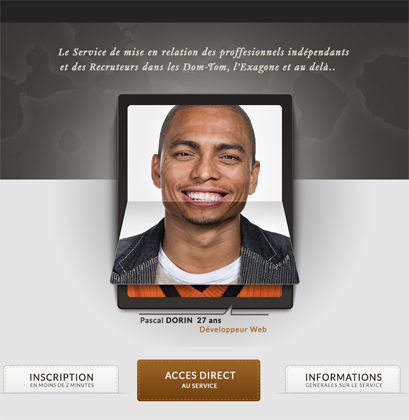 Le Service de mise en relation des proffesionnels indépendants
et des Recruteurs dans les Dom-Tom, l'Exagone et au delà..
Pascal DORIN 27 ans
Développeur Web
INSCRIPTION
EN MOINS DE 2 MINUTES
ACCES DIRECT
AU SERVICE
INFORMATIONS
GENERALES SUR LE SERVICE